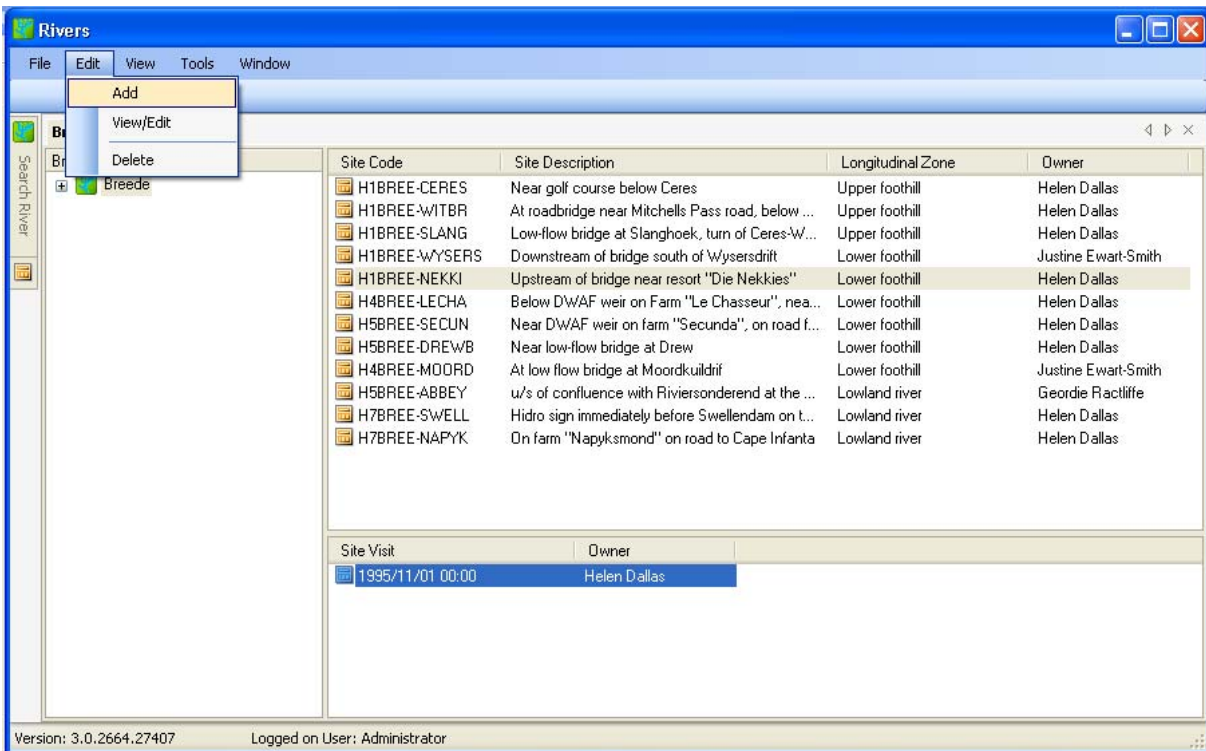 Rivers
File Edit View Tools Window
Add
View/Edit
Delete
Search River
Breede
Site Code Site Description Longitudinal Zone Owner
H1BREE-CERES Near golf course below Ceres Upper foothill Helen Dallas
H1BREE-WITBR At roadbridge near Mitchells Pass road, below ... Upper foothill Helen Dallas
H1BREE-SLANG Low-flow bridge at Slanghoek, turn of Ceres-W... Upper foothill Helen Dallas
H1BREE-WYSERS Downstream of bridge south of Wysersdrift Lower foothill Justine Ewart-Smith
H1BREE-NEKKI Upstream of bridge near resort "Die Nekkies" Lower foothill Helen Dallas
H4BREE-LECHA Below DWAF weir on Farm "Le Chasseur", nea... Lower foothill Helen Dallas
H5BREE-SECUN Near DWAF weir on farm "Secunda", on road f... Lower foothill Helen Dallas
H5BREE-DREWB Near low-flow bridge at Drew Lower foothill Helen Dallas
H4BREE-MOORD At low flow bridge at Moordkuildrif Lower foothill Justine Ewart-Smith
H5BREE-ABBEY u/s of confluence with Riviersonderend at the ... Lowland river Geordie Ractliffe
H7BREE-SWELL Hidro sign immediately before Swellendam on t... Lowland river Helen Dallas
H7BREE-NAPYK On farm "Napyksmond" on road to Cape Infanta Lowland river Helen Dallas
Site Visit Owner
1995/11/01 00:00 Helen Dallas
Version: 3.0.2664.27407 Logged on User: Administrator